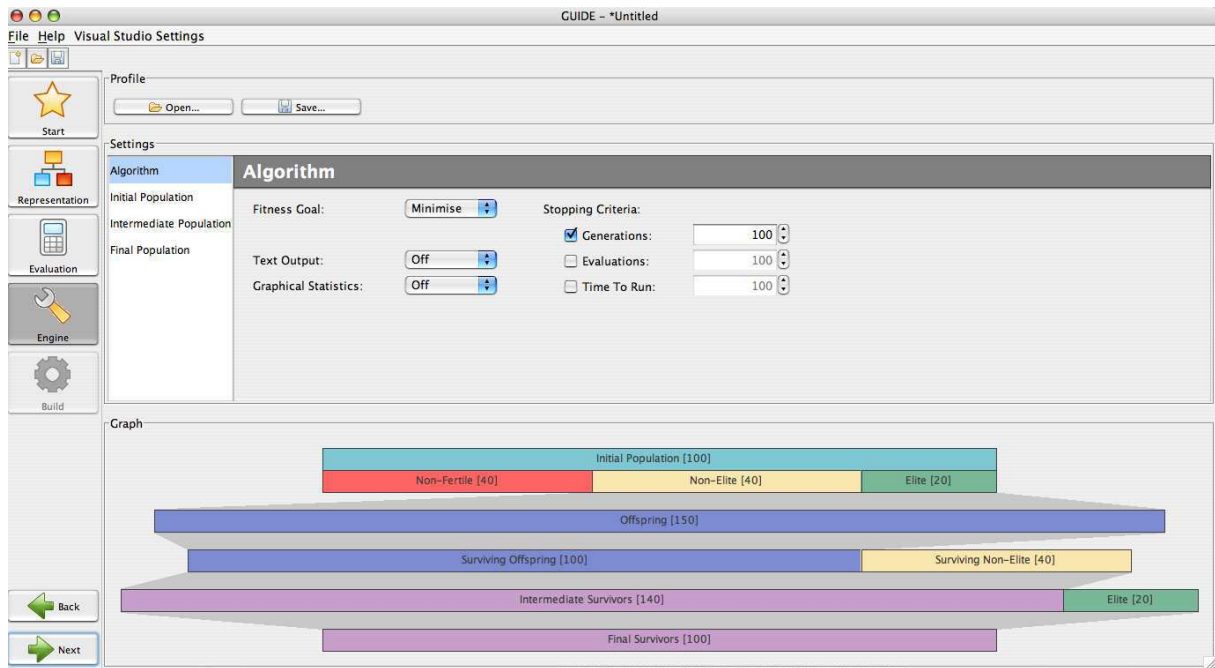 GUIDE - *Untitled
File Help Visual Studio Settings
Profile
Open...
Save...
Start
Settings
Algorithm
Algorithm
Representation
Initial Population
Fitness Goal:
Minimise
Stopping Criteria:
Intermediate Population
Generations:
100
Final Population
Evaluation
Text Output:
Off
Evaluations:
100
Graphical Statistics:
Off
Time To Run:
100
Engine
Build
Graph
Initial Population [100]
Non-Fertile [40]
Non-Elite [40]
Elite [20]
Offspring [150]
Surviving Offspring [100]
Surviving Non-Elite [40]
Intermediate Survivors [140]
Elite [20]
Back
Final Survivors [100]
Next